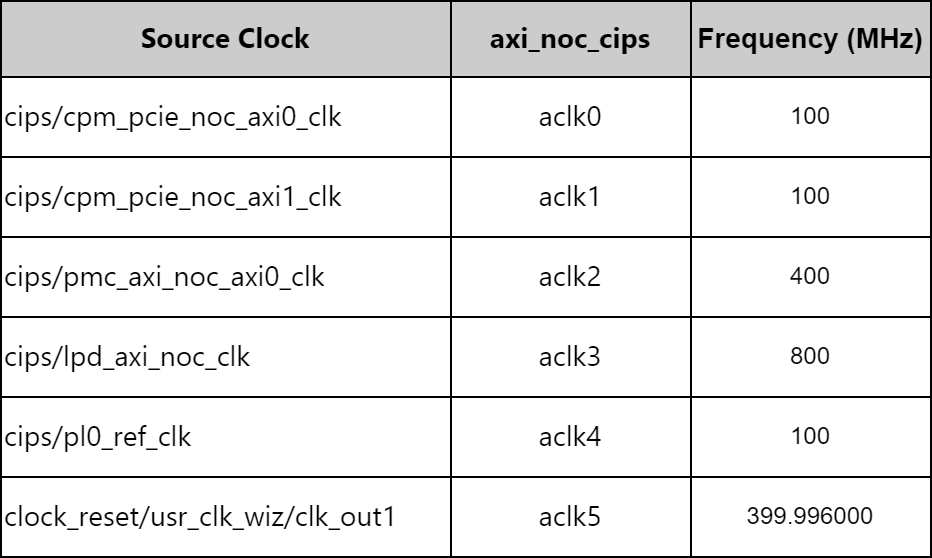 Source Clock axi_noc_cips Frequency (MHz)
cips/cpm_pcie_noc_axi0_clk aclk0 100
cips/cpm_pcie_noc_axi1_clk aclk1 100
cips/pmc_axi_noc_axi0_clk aclk2 400
cips/lpd_axi_noc_clk aclk3 800
cips/pl0_ref_clk aclk4 100
clock_reset/usr_clk_wiz/clk_out1 aclk5 399.996000